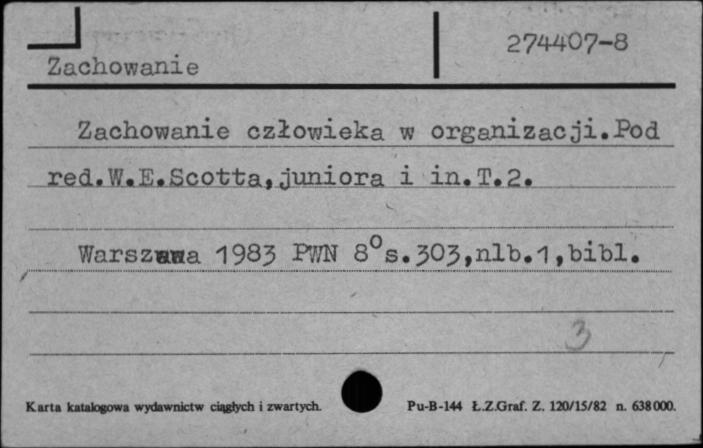 274407-8
Zachowanie
Zachowanie człowieka w organizacji.Pod
red.W.E.Scotta,juniora i in.T.2.
Warszawa 1983 PWN 8°s.303,nlb.1,bibl.
3
Karta katalogowa wydawnictw ciągłych i zwartych. Pu-B-144 Ł.Z.Graf. Z. 120/15/82 n. 638000.